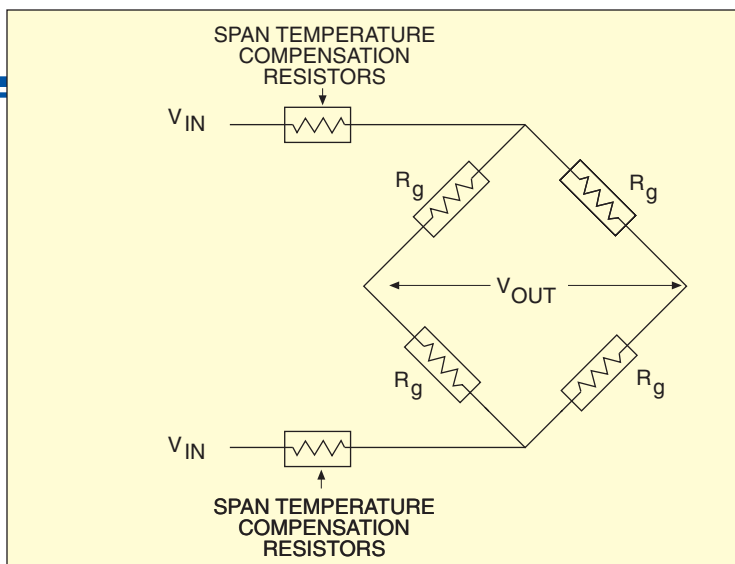 SPAN TEMPERATURE
COMPENSATION
RESISTORS
VIN
Rg
Rg
VOUT
Rg
Rg
VIN
SPAN TEMPERATURE
COMPENSATION
RESISTORS